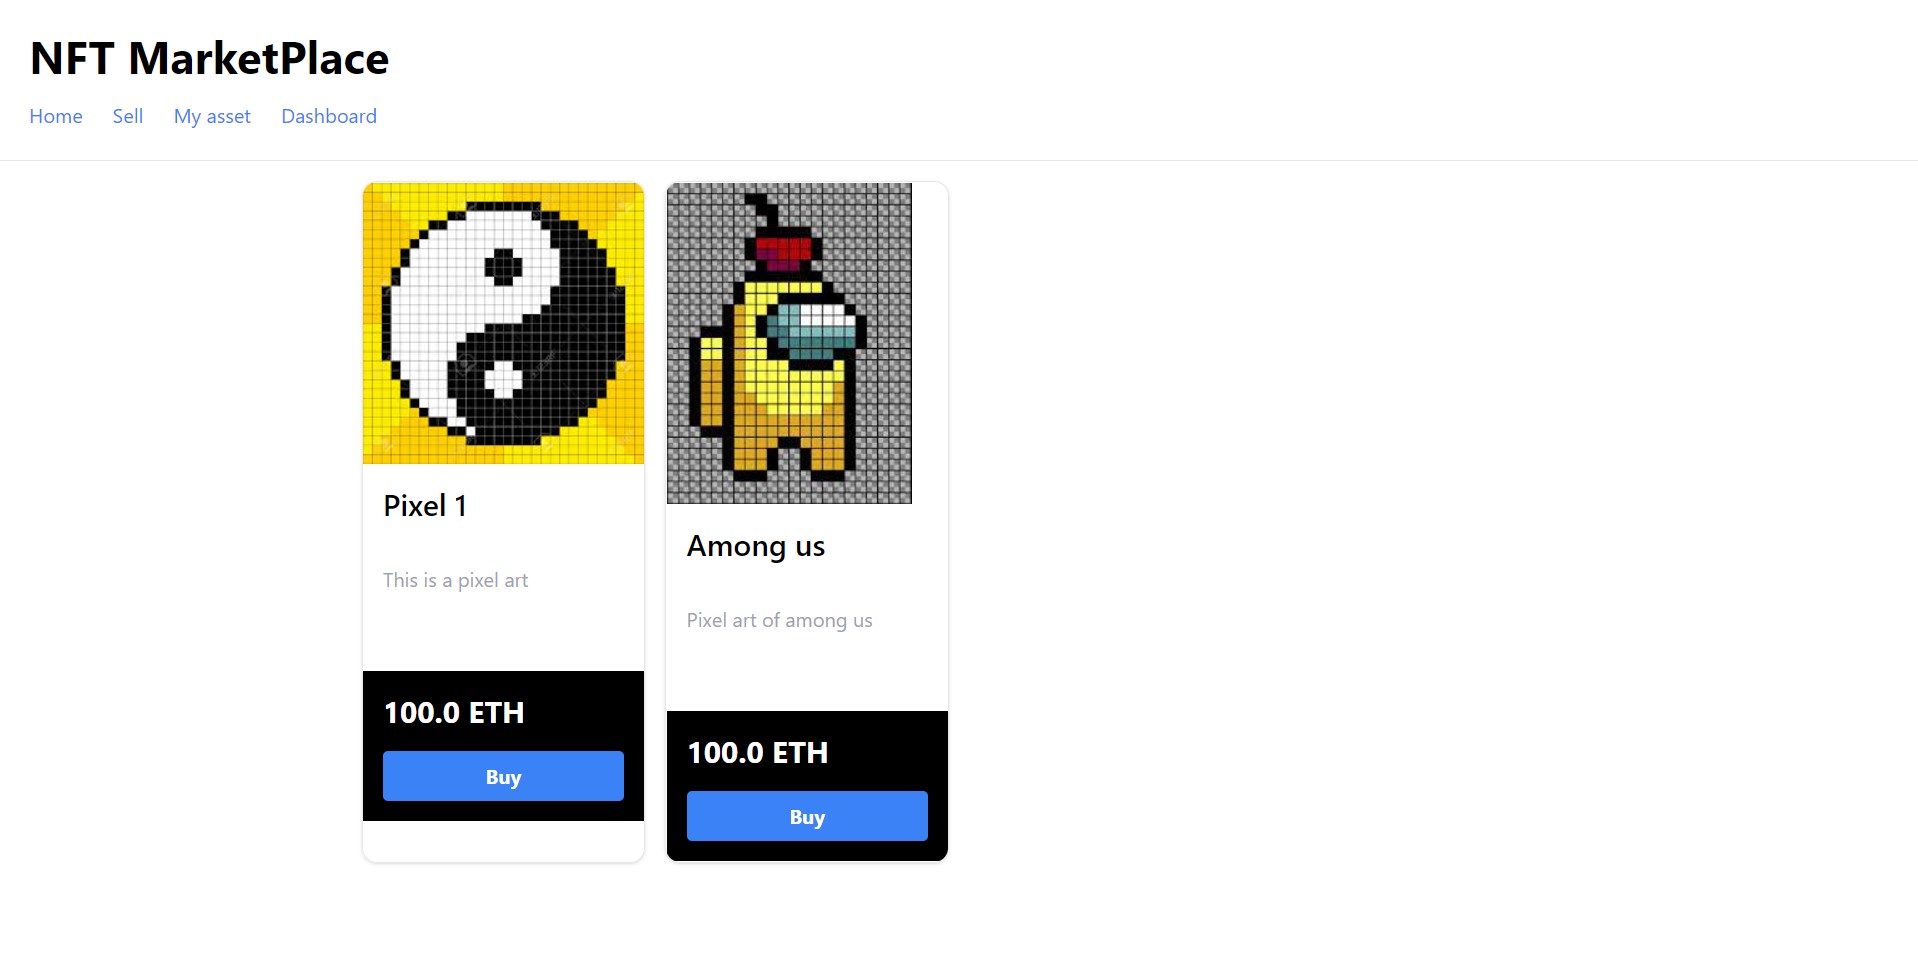 NFT MarketPlace
Home Sell My asset Dashboard
Pixel 1
This is a pixel art
100.0 ETH
Buy
Among us
Pixel art of among us
100.0 ETH
Buy